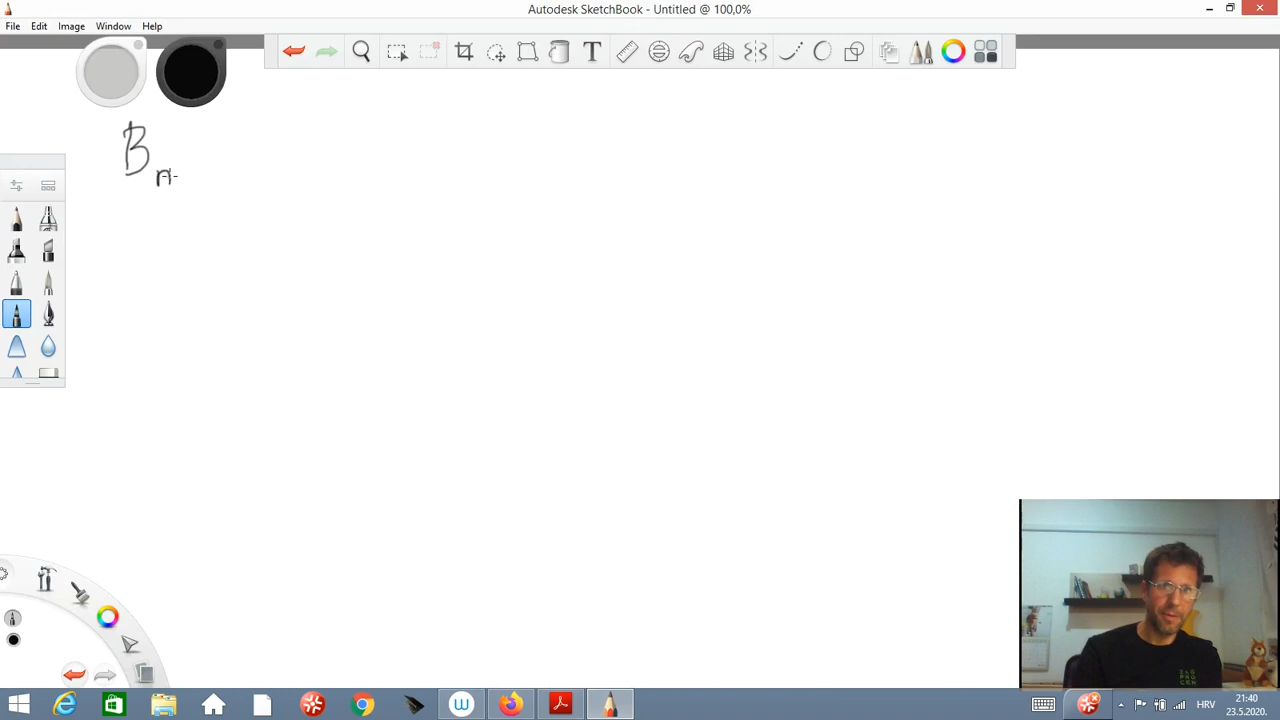 Autodesk SketchBook - Untitled @ 100,0%
File Edit Image Window Help
T
B
n
HRV
21:40
23.5.2020.